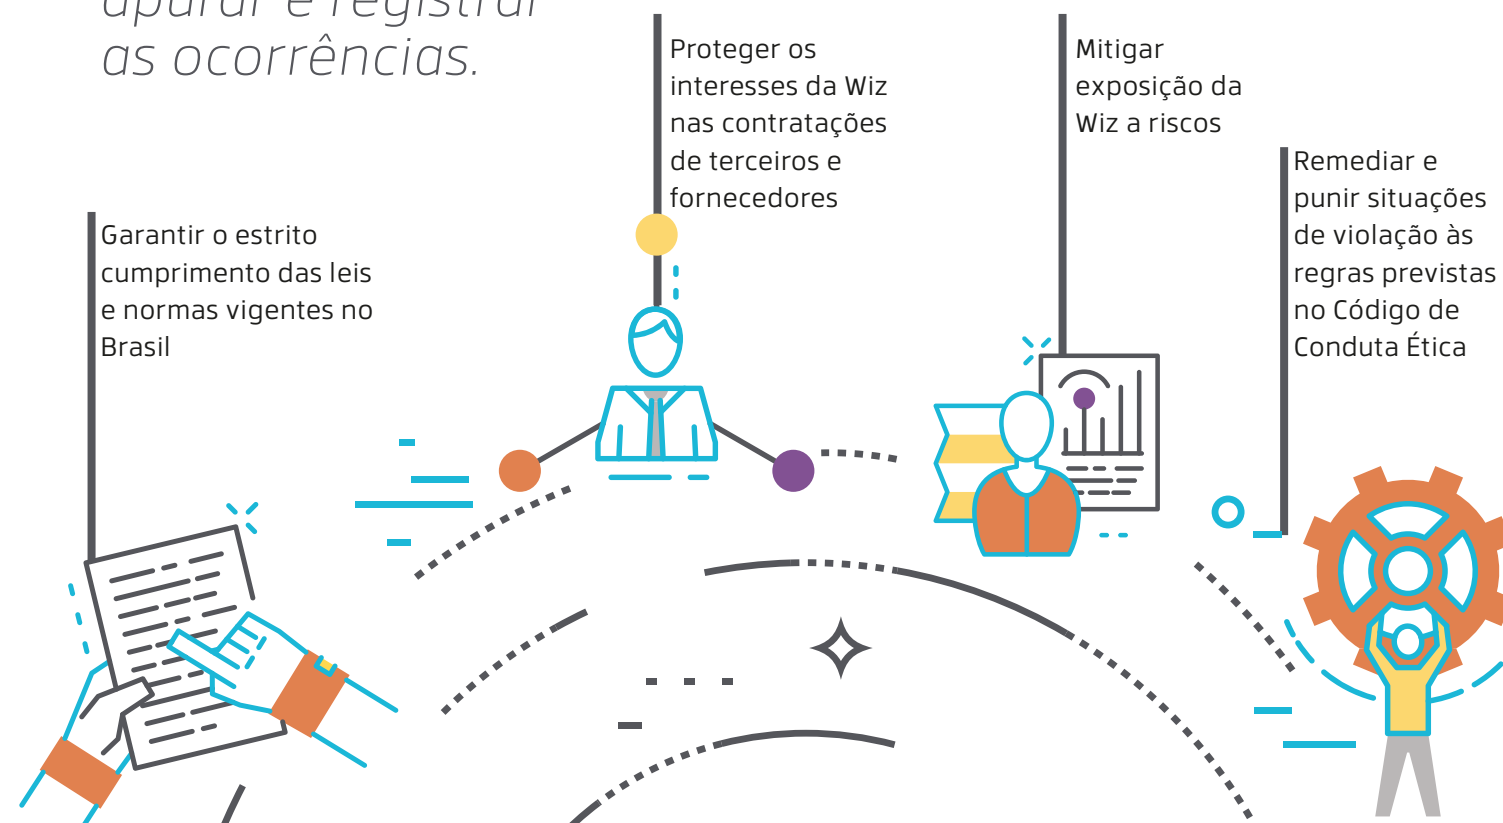 apurar e registrar
as ocorrências.
Garantir o estrito
cumprimento das leis
e normas vigentes no
Brasil
Proteger os
interesses da Wiz
nas contratações
de terceiros e
fornecedores
Mitigar
exposição da
Wiz a riscos
Remediar e
punir situações
de violação às
regras previstas
no Código de
Conduta Ética